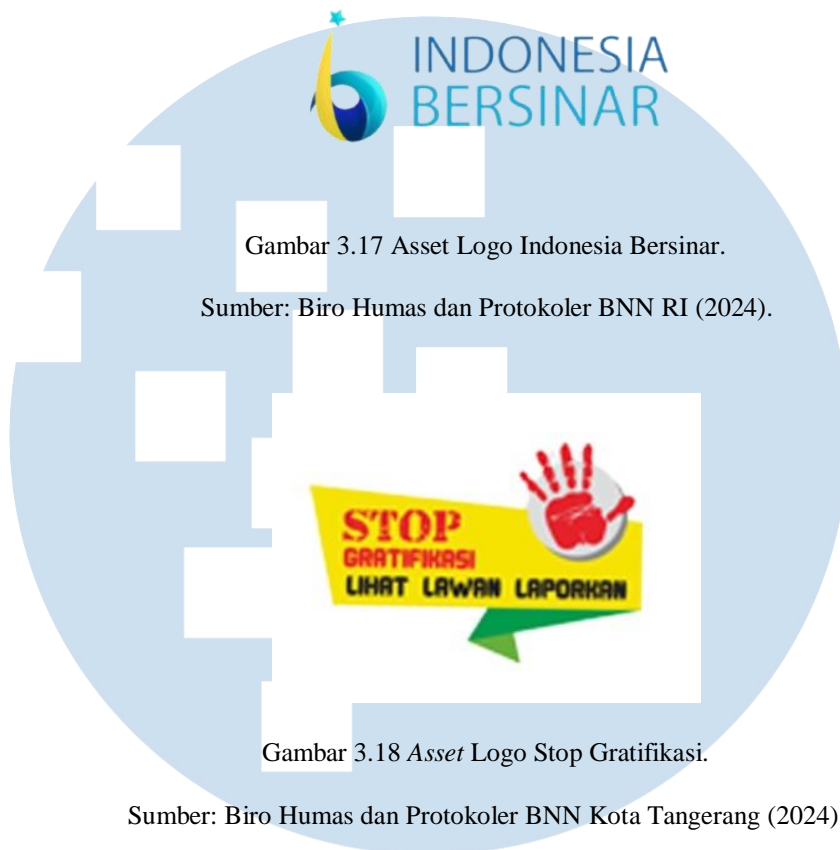 INDONESIA
BERSINAR
Gambar 3.17 Asset Logo Indonesia Bersinar.
Sumber: Biro Humas dan Protokoler BNN RI (2024).
STOP
GRATIFIKASI
LIHAT LAWAN LAPORKAN
Gambar 3.18 Asset Logo Stop Gratifikasi.
Sumber: Biro Humas dan Protokoler BNN Kota Tangerang (2024)